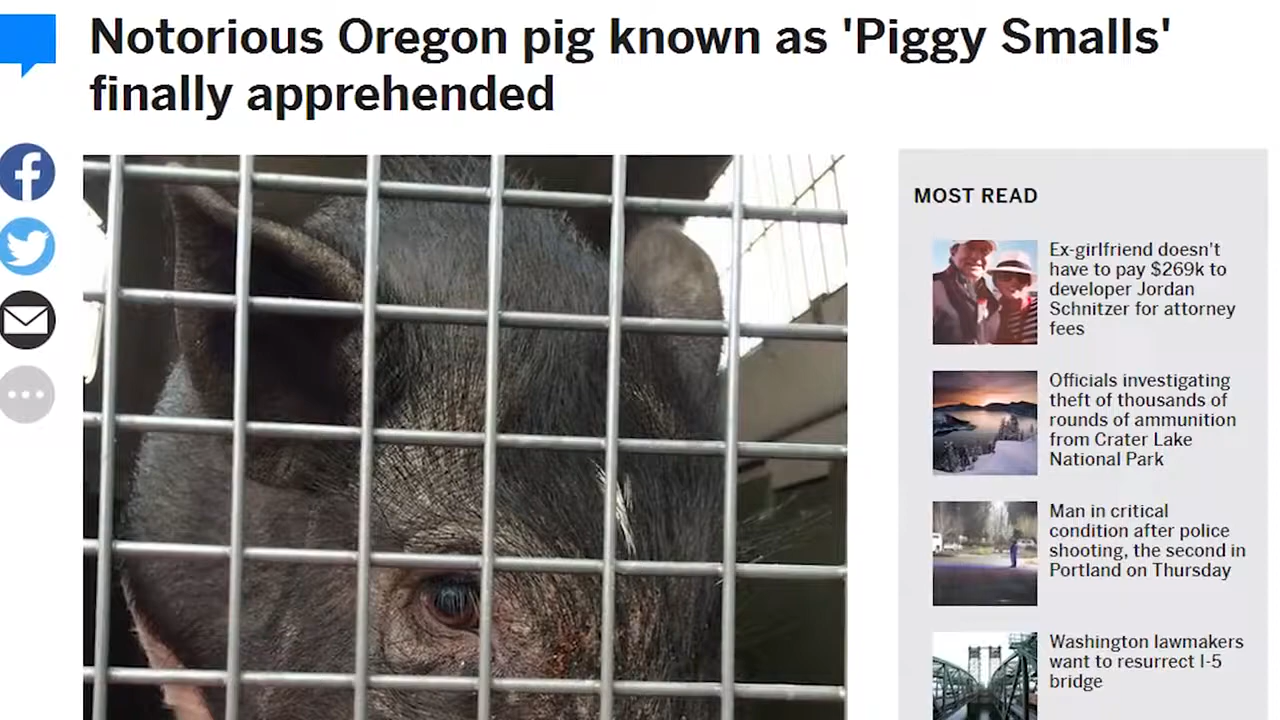 Notorious Oregon pig known as 'Piggy Smalls'
finally apprehended
MOST READ
Ex-girlfriend doesn't
have to pay $269k to
developer Jordan
Schnitzer for attorney
fees
Officials investigating
theft of thousands of
rounds of ammunition
from Crater Lake
National Park
Man in critical
condition after police
shooting, the second in
Portland on Thursday
Washington lawmakers
want to resurrect I-5
bridge